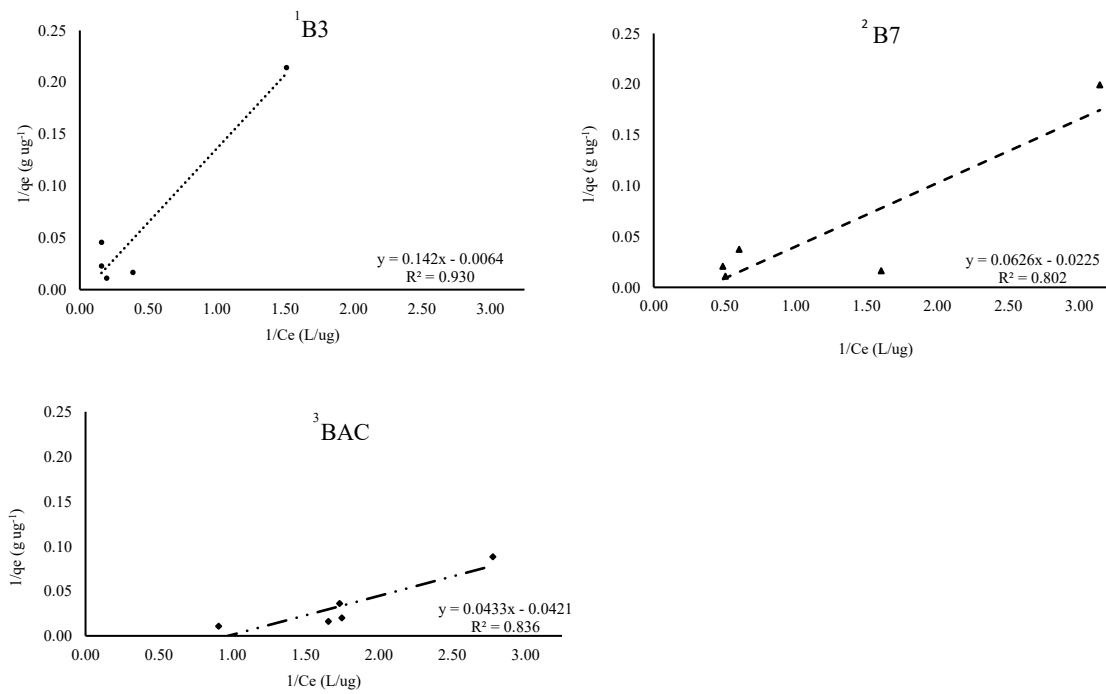 1 B3
0.25
0.20
0.15
0.10
0.05
0.00
1/qe (g ug-1)
y = 0.142x - 0.0064
R² = 0.930
0.00 0.50 1.00 1.50 2.00 2.50 3.00
1/Ce (L/ug)
2 B7
0.25
0.20
0.15
0.10
0.05
0.00
1/qe (g ug-1)
y = 0.0626x - 0.0225
R² = 0.802
0.00 0.50 1.00 1.50 2.00 2.50 3.00
1/Ce (L/ug)
3 BAC
0.25
0.20
0.15
0.10
0.05
0.00
1/qe (g ug-1)
y = 0.0433x - 0.0421
R² = 0.836
0.00 0.50 1.00 1.50 2.00 2.50 3.00
1/Ce (L/ug)